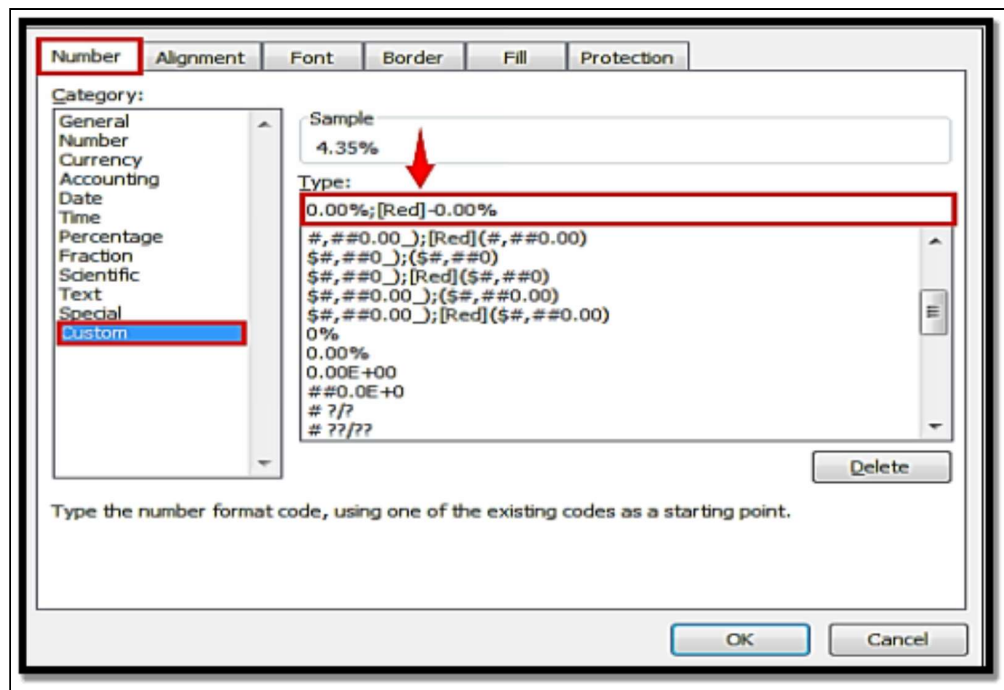 Number Alignment Font Border Fill Protection
Category:
General
Number
Currency
Accounting
Date
Time
Percentage
Fraction
Scientific
Text
Special
Custom
Sample
4.35%
Type:
0.00%;[Red]-0.00%
#,##0.00_);[Red](#,##0.00)
$#,##0_);($#,##0)
$#,##0_);[Red]($#,##0)
$#,##0.00_);($#,##0.00)
$#,##0.00_);[Red]($#,##0.00)
0%
0.00%
0.00E+00
##0.0E+0
# ?/?
# ??/??
Delete
Type the number format code, using one of the existing codes as a starting point.
OK Cancel